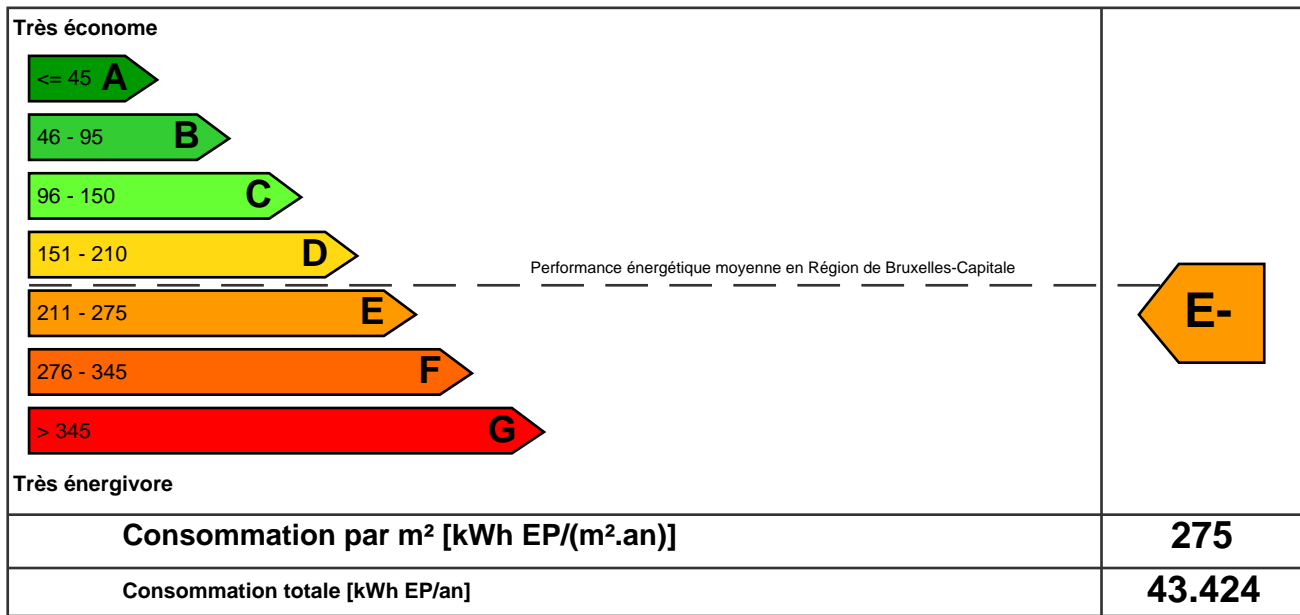 Très économe
<= 45 A
46 - 95 B
96 - 150 C
151 - 210 D
Performance énergétique moyenne en Région de Bruxelles-Capitale
211 - 275 E
E-
276 - 345 F
> 345 G
Très énergivore
Consommation par m² [kWh EP/(m².an)] 275
Consommation totale [kWh EP/an] 43.424